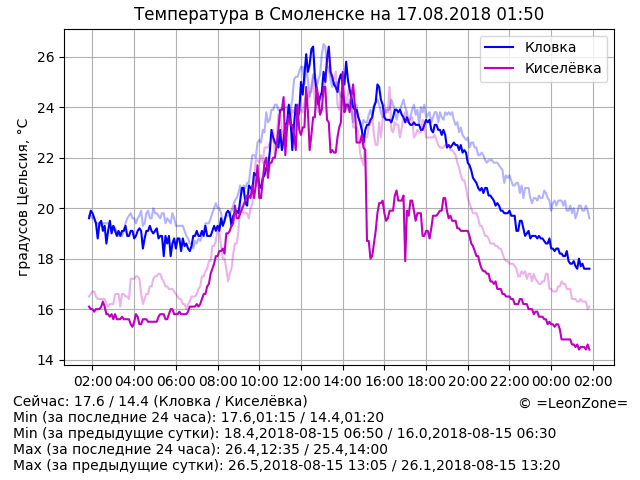 Температура в Смоленске на 17.08.2018 01:50
Кловка
Киселёвка
градусов Цельсия, °C
26
24
22
20
18
16
14
02:00 04:00 06:00 08:00 10:00 12:00 14:00 16:00 18:00 20:00 22:00 00:00 02:00
Сейчас: 17.6 / 14.4 (Кловка / Киселёвка)
© =LeonZone=
Min (за последние 24 часа): 17.6,01:15 / 14.4,01:20
Min (за предыдущие сутки): 18.4,2018-08-15 06:50 / 16.0,2018-08-15 06:30
Max (за последние 24 часа): 26.4,12:35 / 25.4,14:00
Max (за предыдущие сутки): 26.5,2018-08-15 13:05 / 26.1,2018-08-15 13:20